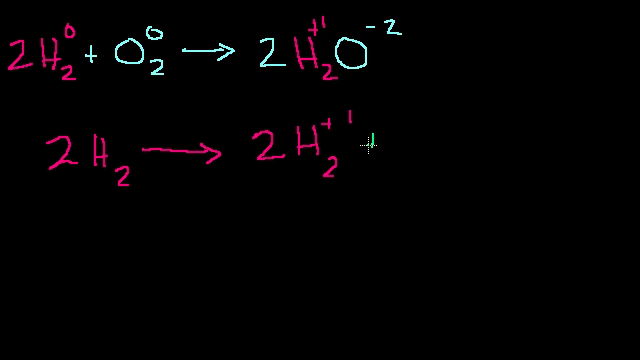 2H₂⁰ + O₂⁰ → 2H₂⁺¹O⁻²
2H₂ → 2H₂⁺¹ +